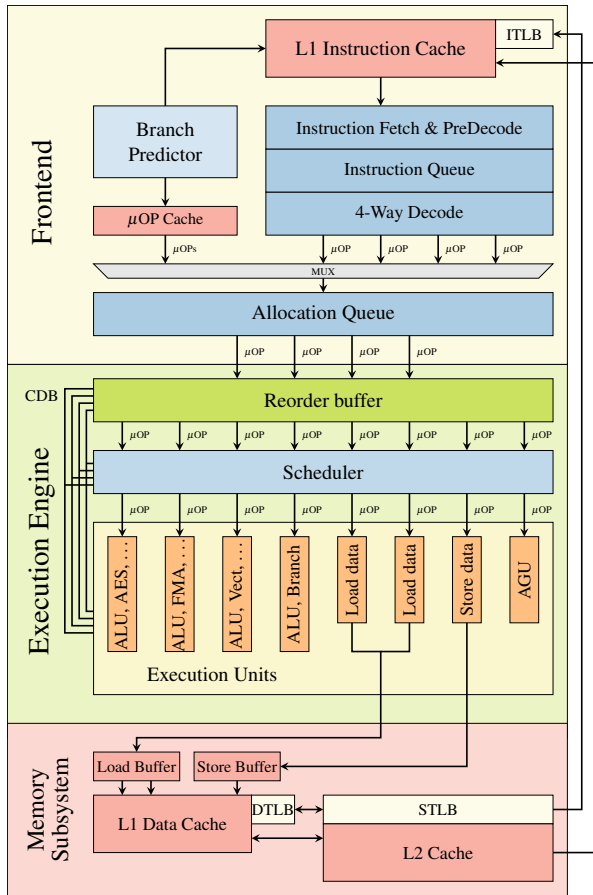 Frontend
L1 Instruction Cache
ITLB
Branch
Predictor
Instruction Fetch & PreDecode
Instruction Queue
4-Way Decode
μOP Cache
μOPs
μOP
μOP
μOP
μOP
MUX
Allocation Queue
μOP
μOP
μOP
μOP
Execution Engine
CDB
Reorder buffer
μOP
μOP
μOP
μOP
μOP
μOP
μOP
μOP
Scheduler
μOP
μOP
μOP
μOP
μOP
μOP
μOP
μOP
ALU, AES, . . .
ALU, FMA, . . .
ALU, Vect, . . .
ALU, Branch
Load data
Load data
Store data
AGU
Execution Units
Memory
Subsystem
Load Buffer
Store Buffer
L1 Data Cache
DTLB
STLB
L2 Cache